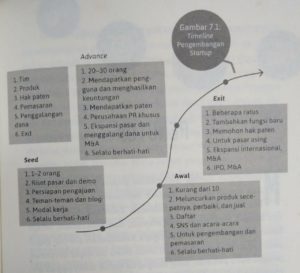 Gambar 7.1:
Timeline
Pengembangan
Startup
1. Tim
2. Produk
3. Hak paten
4. Pemasaran
5. Penggalangan
dana
6. Exit
Advance
1. 20–30 orang
2. Mendapatkan peng-
guna dan menghasilkan
keuntungan
3. Mendapatkan paten
4. Perusahaan PR khusus
5. Ekspansi pasar dan
menggalang dana untuk
M&A
6. Selalu berhati-hati
Exit
1. Beberapa ratus
2. Tambahkan fungsi baru
3. Memohon hak paten
4. Untuk pasar asing
5. Ekspansi internasional,
M&A
6. IPO, M&A
Seed
1. 1-2 orang
2. Riset pasar dan demo
3. Persiapan pengajuan
4. Teman-teman dan blog
5. Modal kerja
6. Selalu berhati-hati
Awal
1. Kurang dari 10
2. Meluncurkan produk sece-
patnya, perbaiki, dan jual
3. Daftar
4. SNS dan acara-acara
5. Untuk pengembangan dan
pemasaran
6. Selalu berhati-hati